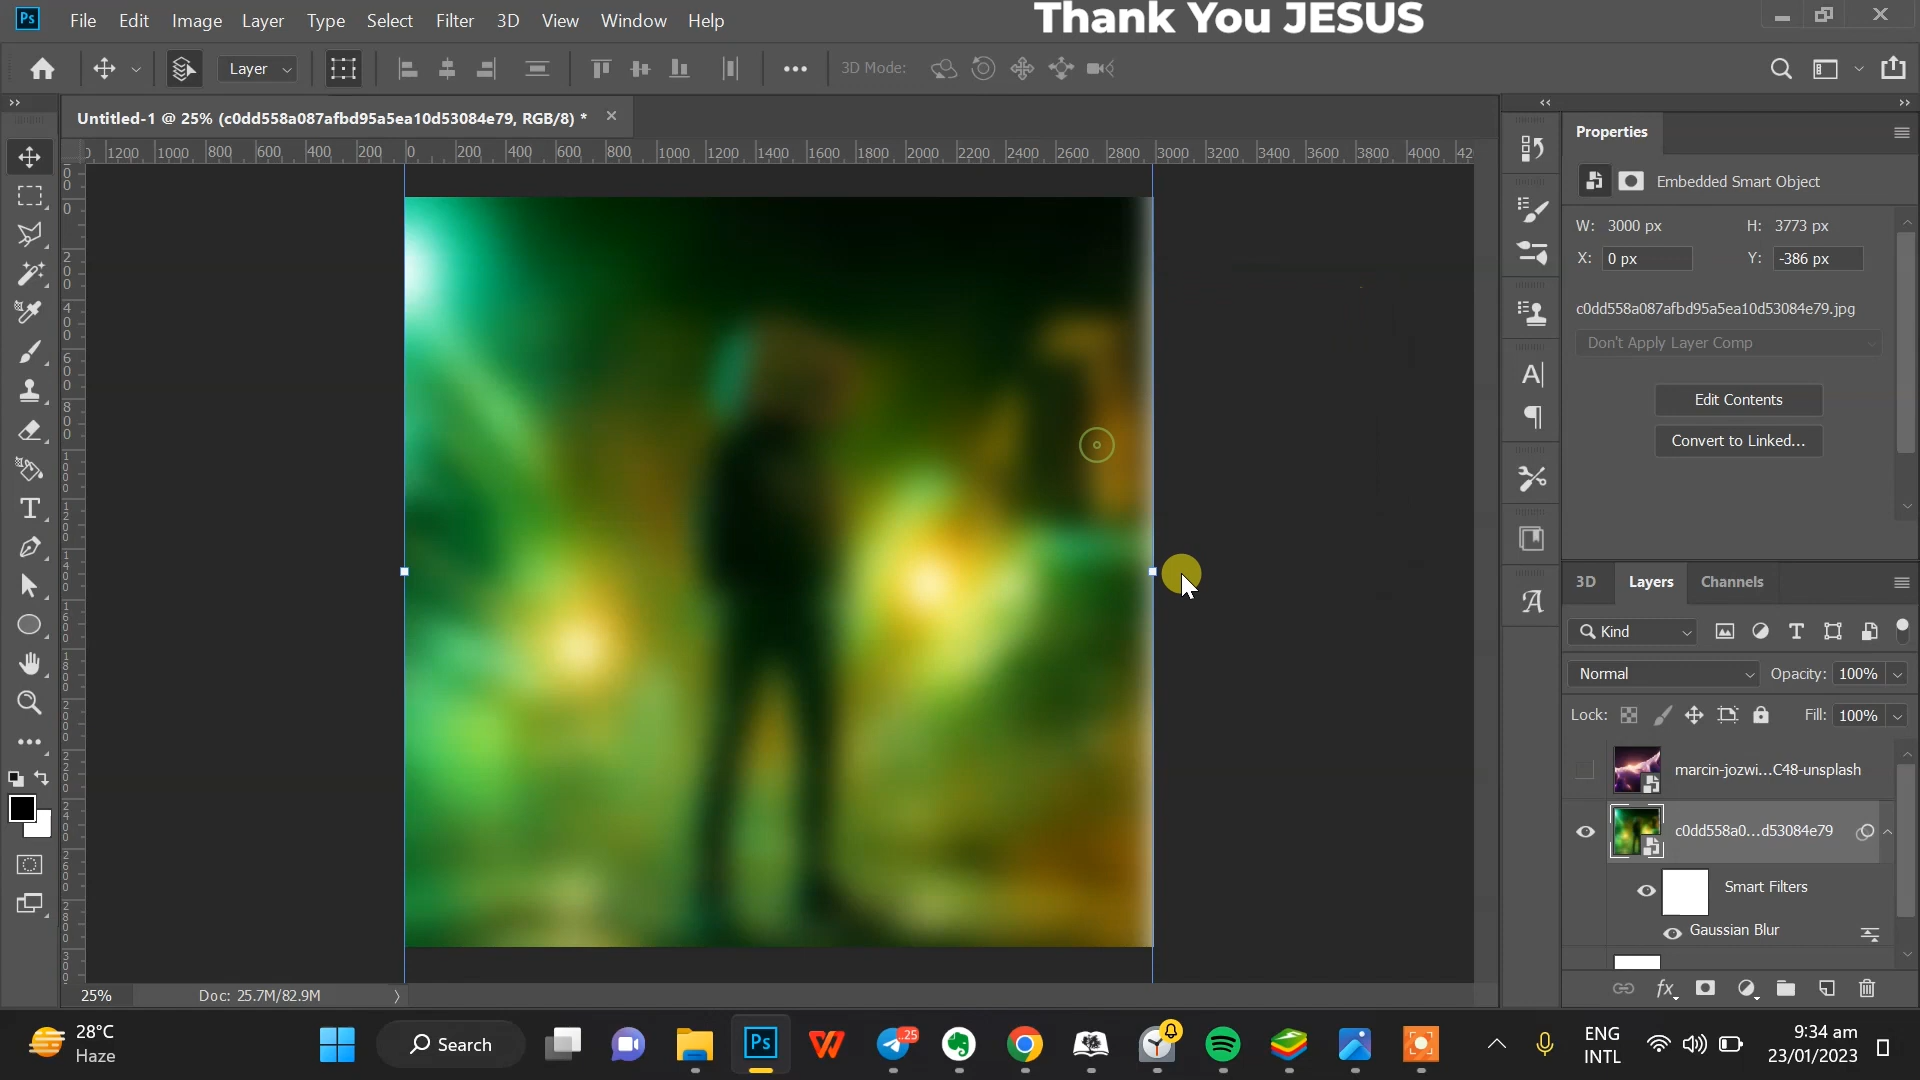 Ps File Edit Image Layer Type Select Filter 3D View Window Help
Thank You JESUS
Layer
3D Mode:
Untitled-1 @ 25% (c0dd558a087afbd95a5ea10d53084e79, RGB/8) *
1200 1000 800 600 400 200 0 200 400 600 800 1000 1200 1400 1600 1800 2000 2200 2400 2600 2800 3000 3200 3400 3600 3800 4000 42
Properties
Embedded Smart Object
W: 3000 px H: 3773 px
X: 0 px Y: -386 px
c0dd558a087afbd95a5ea10d53084e79.jpg
Don't Apply Layer Comp
Edit Contents
Convert to Linked...
3D Layers Channels
Kind
Normal Opacity: 100%
Lock: Fill: 100%
marcin-jozwi...C48-unsplash
c0dd558a0...d53084e79
Smart Filters
Gaussian Blur
25% Doc: 25.7M/82.9M
28°C
Haze
Search
Ps
25
ENG
INTL
9:34 am
23/01/2023